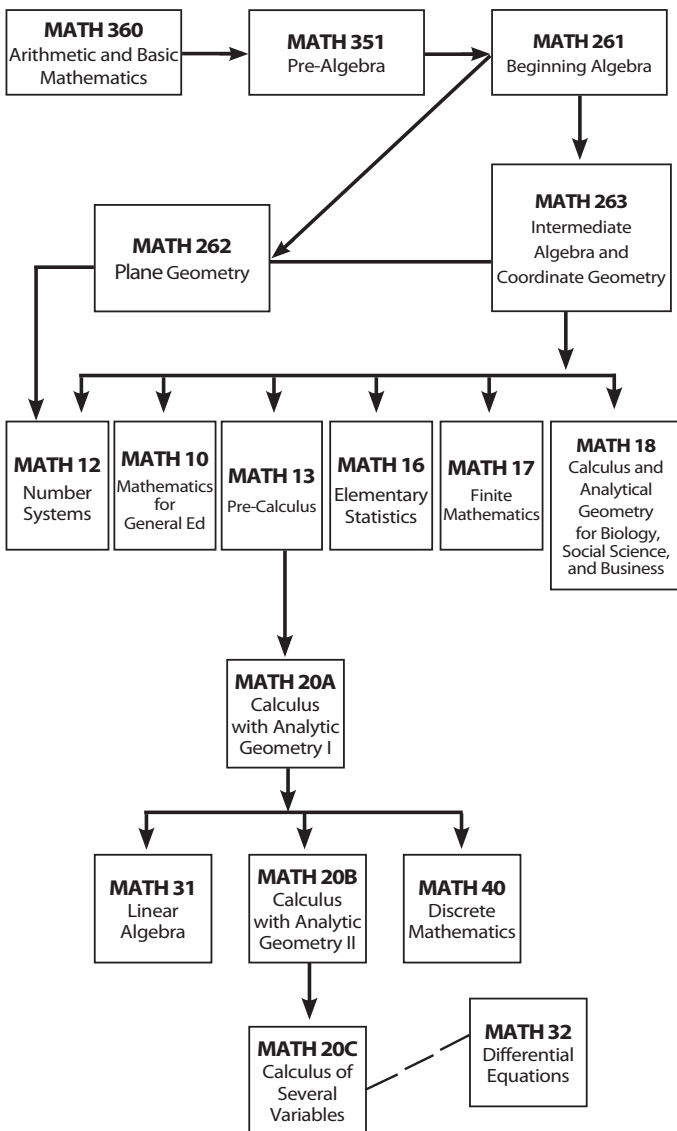 MATH 360
Arithmetic and Basic
Mathematics
MATH 351
Pre-Algebra
MATH 261
Beginning Algebra
MATH 262
Plane Geometry
MATH 263
Intermediate
Algebra and
Coordinate Geometry
MATH 12
Number
Systems
MATH 10
Mathematics
for
General Ed
MATH 13
Pre-Calculus
MATH 16
Elementary
Statistics
MATH 17
Finite
Mathematics
MATH 18
Calculus and
Analytical
Geometry
for Biology,
Social Science,
and Business
MATH 20A
Calculus
with Analytic
Geometry I
MATH 31
Linear
Algebra
MATH 20B
Calculus
with Analytic
Geometry II
MATH 40
Discrete
Mathematics
MATH 20C
Calculus of
Several
Variables
MATH 32
Differential
Equations